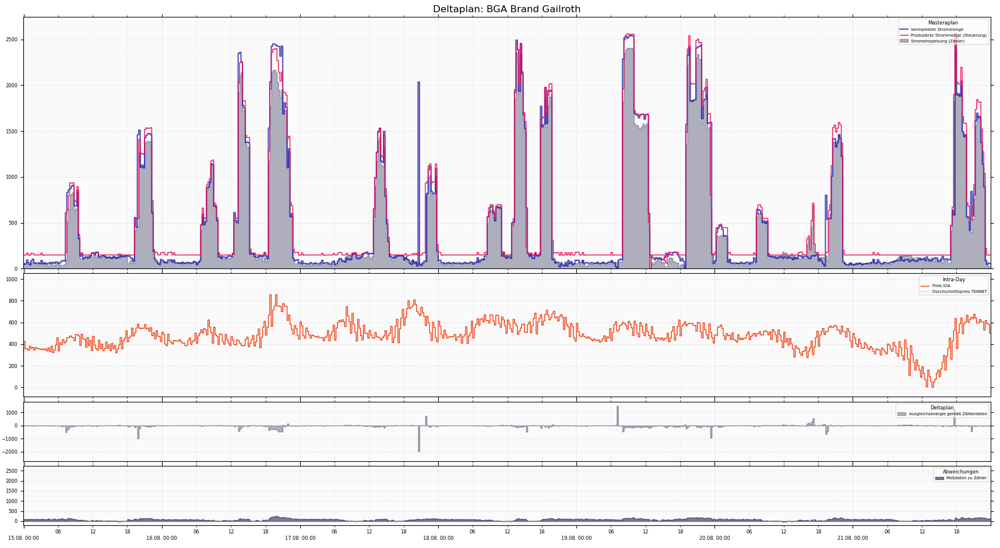 Deltaplan: BGA Brand Gailroth
Masteraplan
Vermarktete Strommenge
Produzierte Strommenge (Steuerung)
Stromeinspeisung (Zähler)
2500
2000
1500
1000
500
0
Intra-Day
Preis IDA
Durchschnittspreis TENNET
1000
800
600
400
200
0
Deltaplan
Ausgleichsenergie gemäß Zählerdaten
1000
0
−1000
−2000
Abweichungen
Meßdaten zu Zähler
2500
2000
1500
1000
500
0
06 12 18 06 12 18 06 12 18 06 12 18 06 12 18 06 12 18 06 12 18
15.08. 00:00 16.08. 00:00 17.08. 00:00 18.08. 00:00 19.08. 00:00 20.08. 00:00 21.08. 00:00